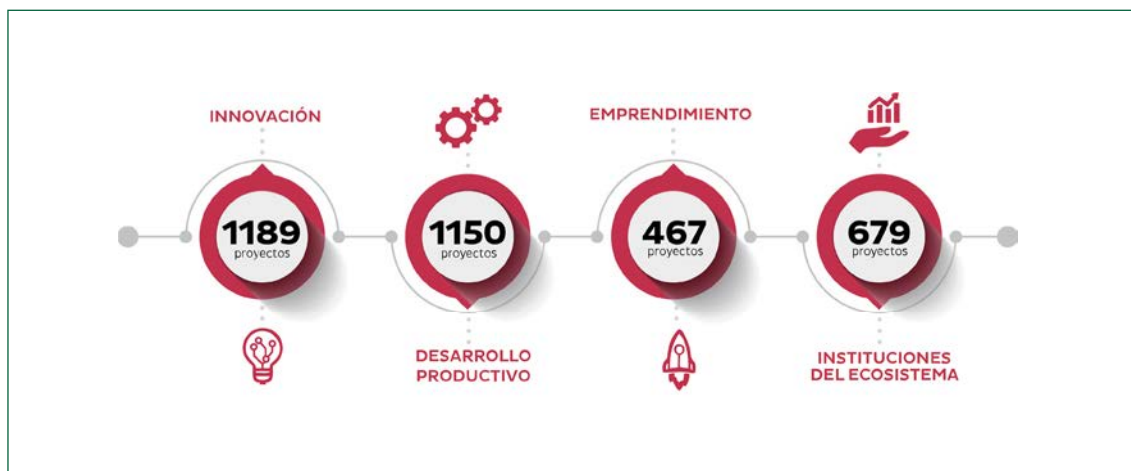 INNOVACIÓN
1189
proyectos
1150
proyectos
DESARROLLO
PRODUCTIVO
EMPRENDIMIENTO
467
proyectos
679
proyectos
INSTITUCIONES
DEL ECOSISTEMA